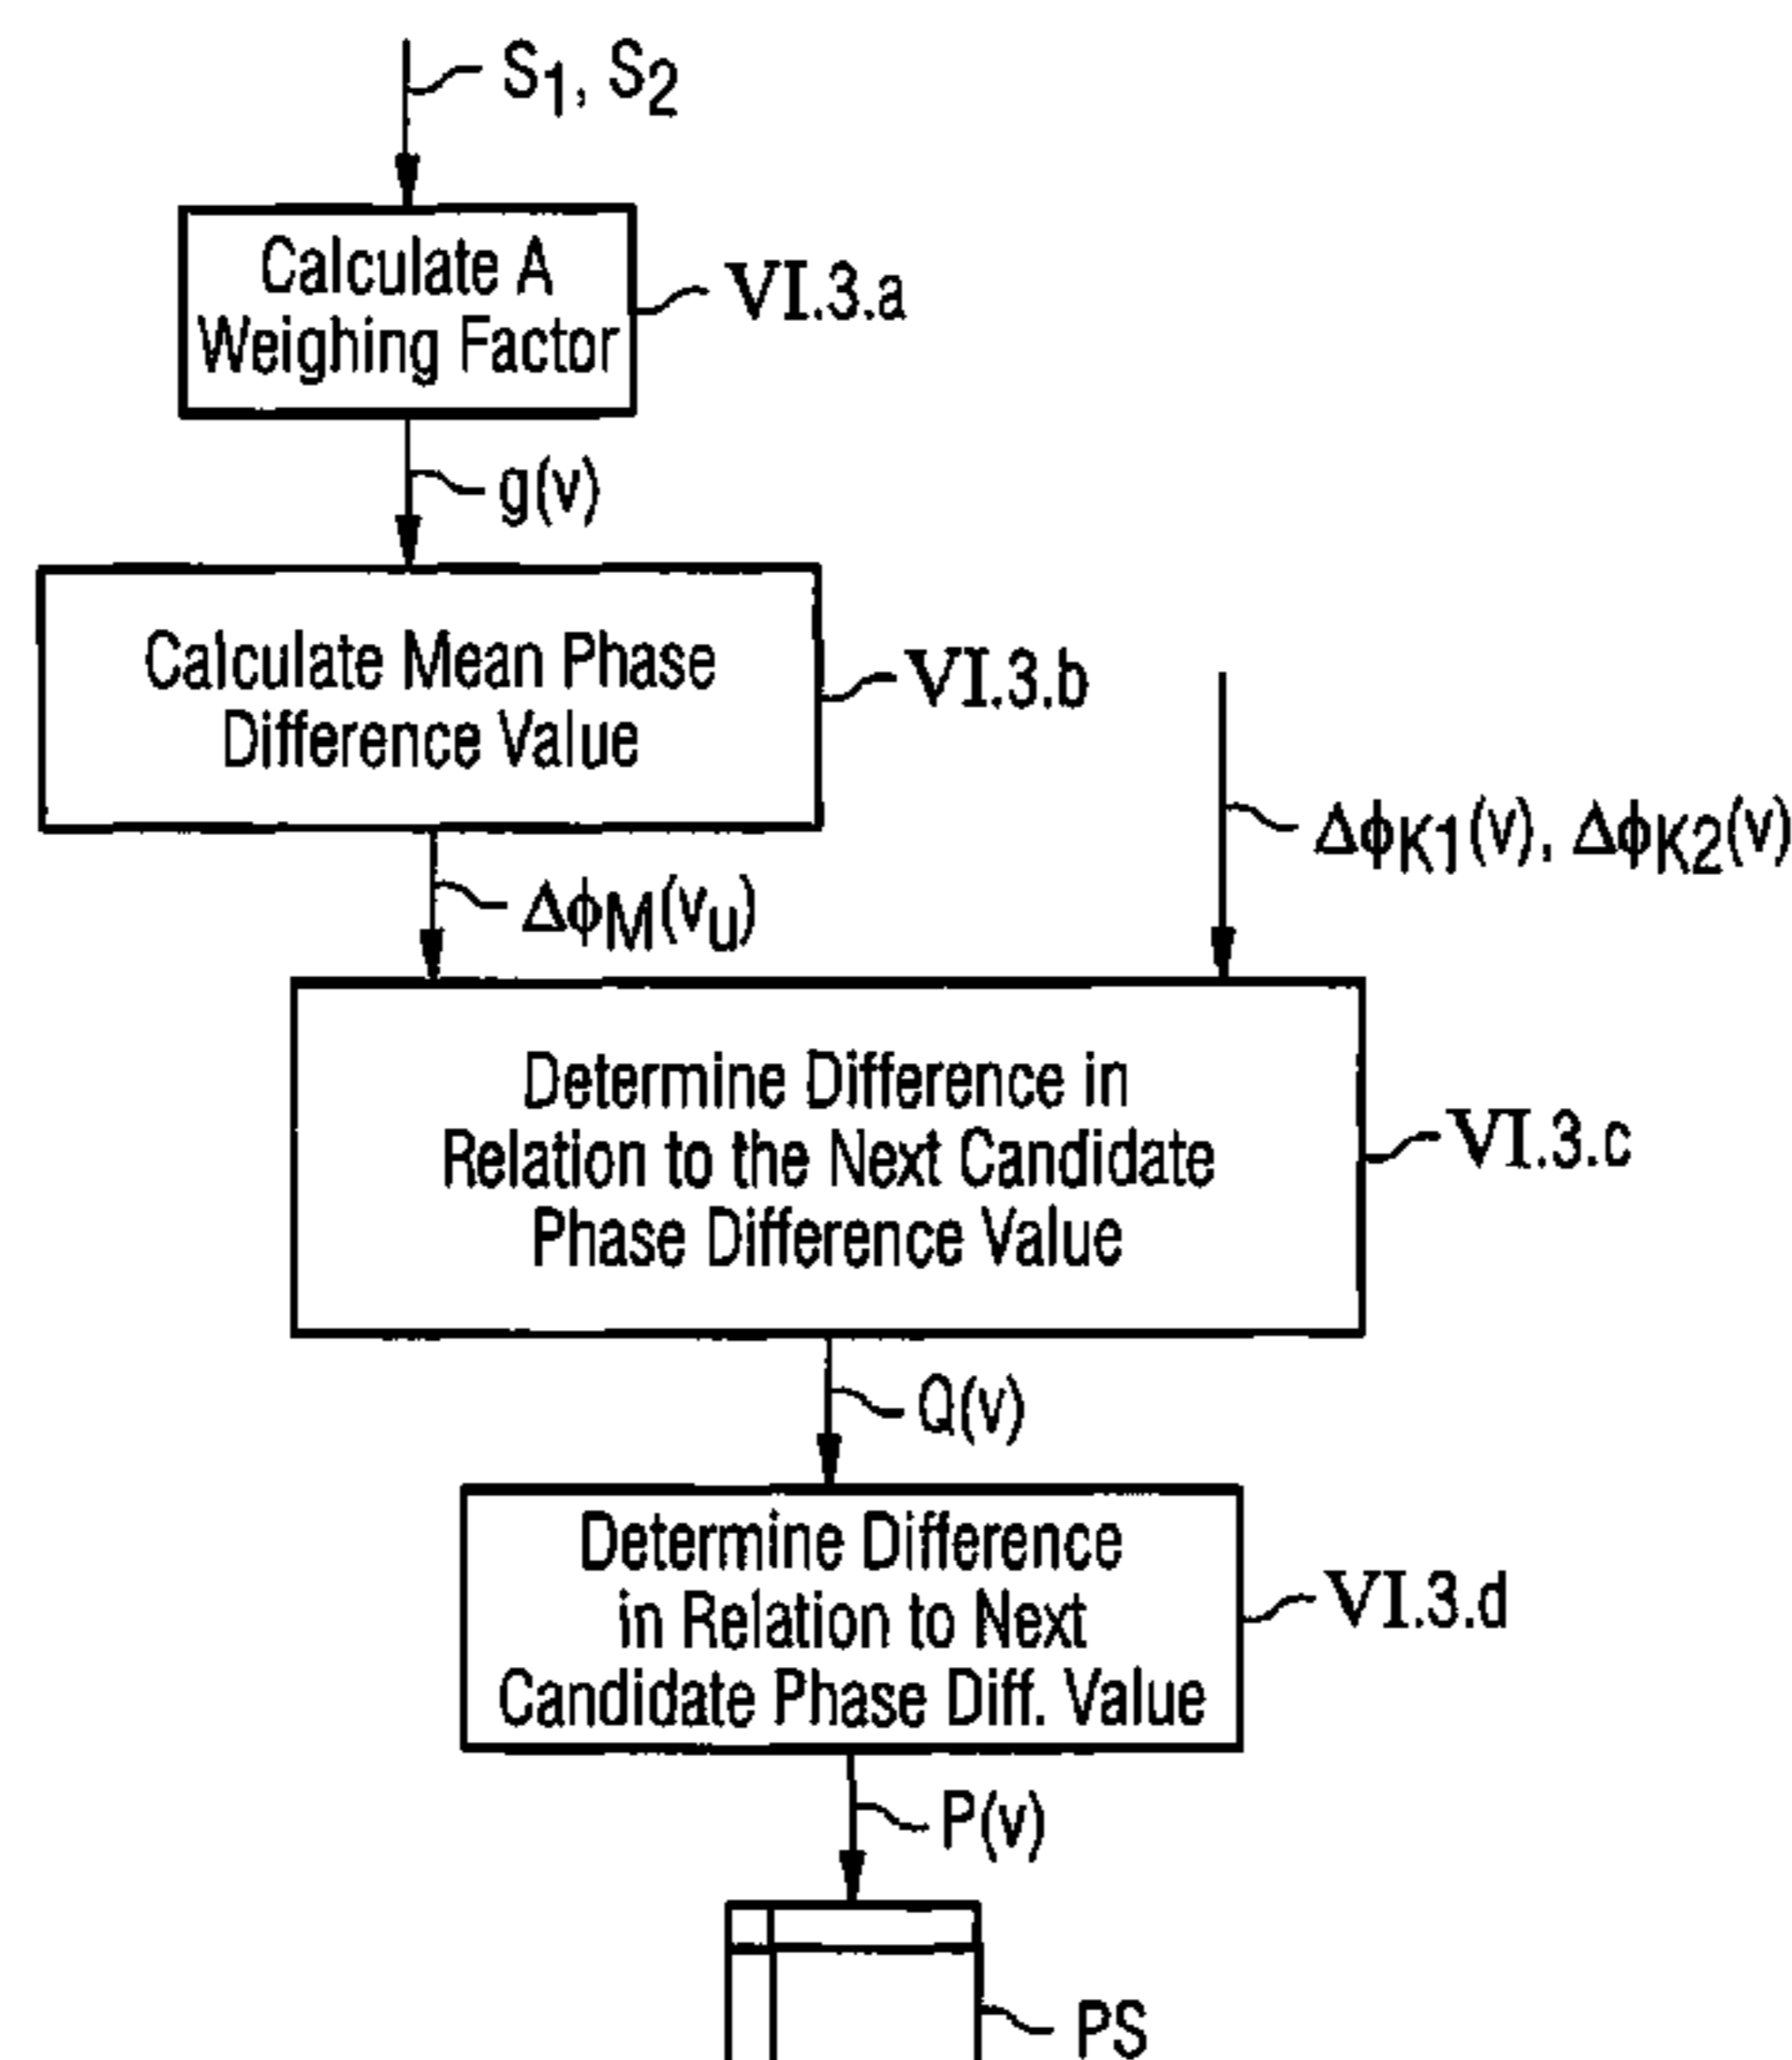 S1, S2
Calculate A
Weighing Factor
VI.3.a
g(v)
Calculate Mean Phase
Difference Value
VI.3.b
ΔϕK1(v), ΔϕK2(v)
ΔϕM(vu)
Determine Difference in
Relation to the Next Candidate
Phase Difference Value
VI.3.c
Q(v)
Determine Difference
in Relation to Next
Candidate Phase Diff. Value
VI.3.d
P(v)
PS